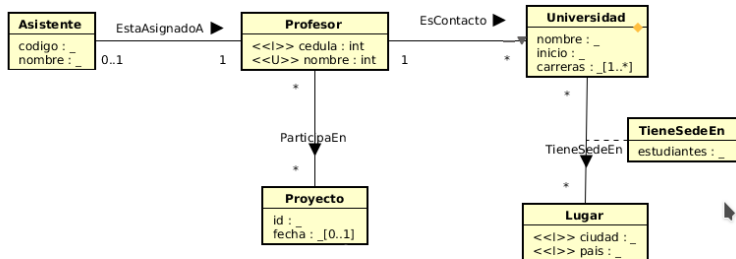 Asistente
codigo : _
nombre : _
EstaAsignadoA
0..1
1
Profesor
<<I>> cedula : int
<<U>> nombre : int
EsContacto
1
*
Universidad
nombre : _
inicio : _
carreras : _[1..*]
*
ParticipaEn
*
*
TieneSedeEn
*
TieneSedeEn
estudiantes : _
Proyecto
id : _
fecha : _[0..1]
Lugar
<<I>> ciudad : _
<<I>> pais : _